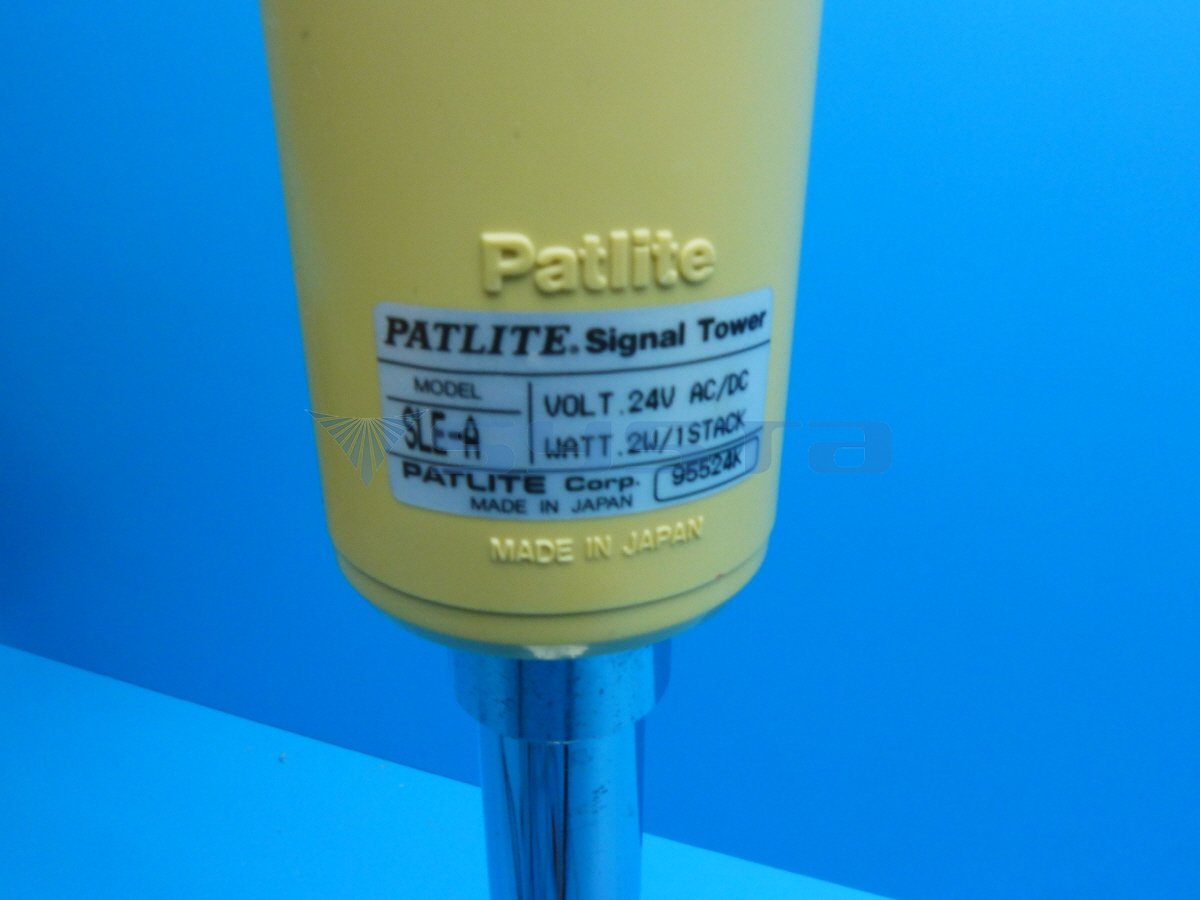 Patlite
PATLITE® Signal Tower
MODEL
SLE-A
VOLT. 24V AC/DC
WATT. 2W/1STACK
PATLITE Corp. 95524K
MADE IN JAPAN
MADE IN JAPAN